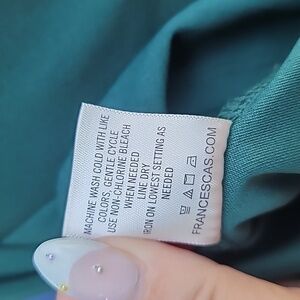 MACHINE WASH COLD WITH LIKE
COLORS, GENTLE CYCLE
USE NON-CHLORINE BLEACH
WHEN NEEDED
LINE DRY
IRON ON LOWEST SETTING AS
NEEDED
FRANCESCAS.COM